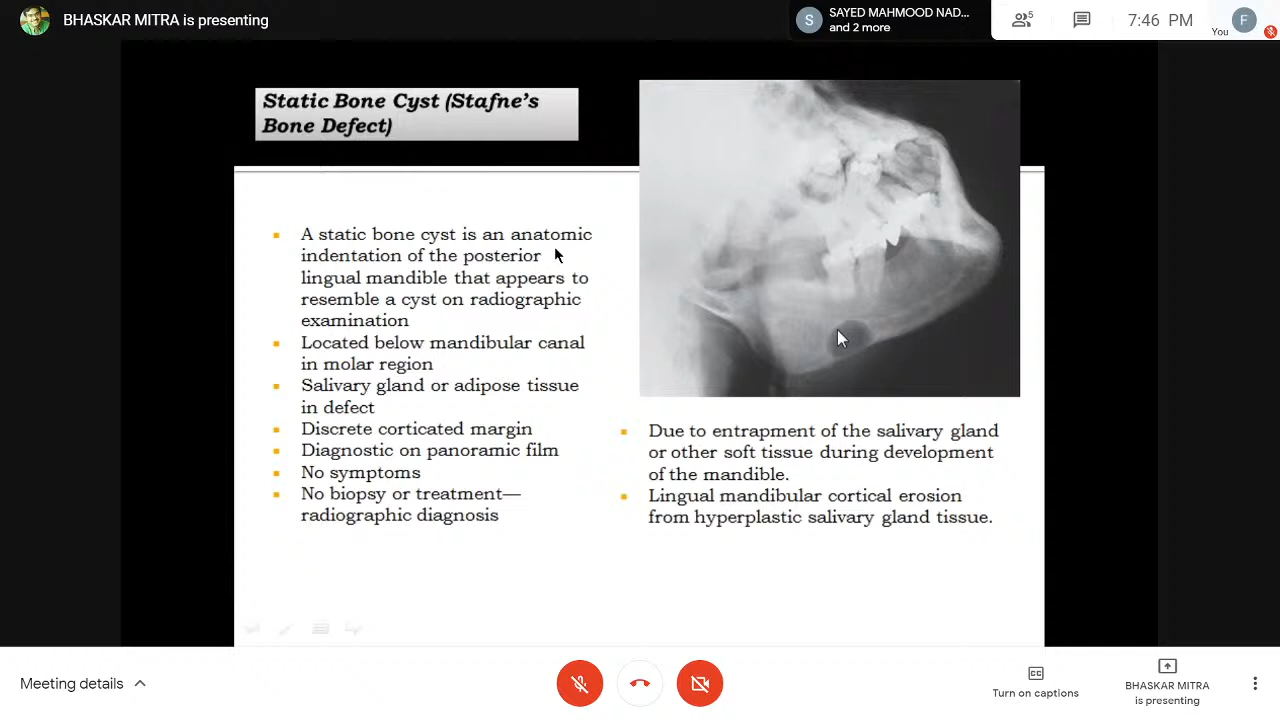 BHASKAR MITRA is presenting
SAYED MAHMOOD NAD...
and 2 more
5
7:46 PM
You
S
F
Static Bone Cyst (Stafne's
Bone Defect)
A static bone cyst is an anatomic
indentation of the posterior
lingual mandible that appears to
resemble a cyst on radiographic
examination
Located below mandibular canal
in molar region
Salivary gland or adipose tissue
in defect
Discrete corticated margin
Diagnostic on panoramic film
No symptoms
No biopsy or treatment—
radiographic diagnosis
Due to entrapment of the salivary gland
or other soft tissue during development
of the mandible.
Lingual mandibular cortical erosion
from hyperplastic salivary gland tissue.
Meeting details
CC
Turn on captions
BHASKAR MITRA
is presenting